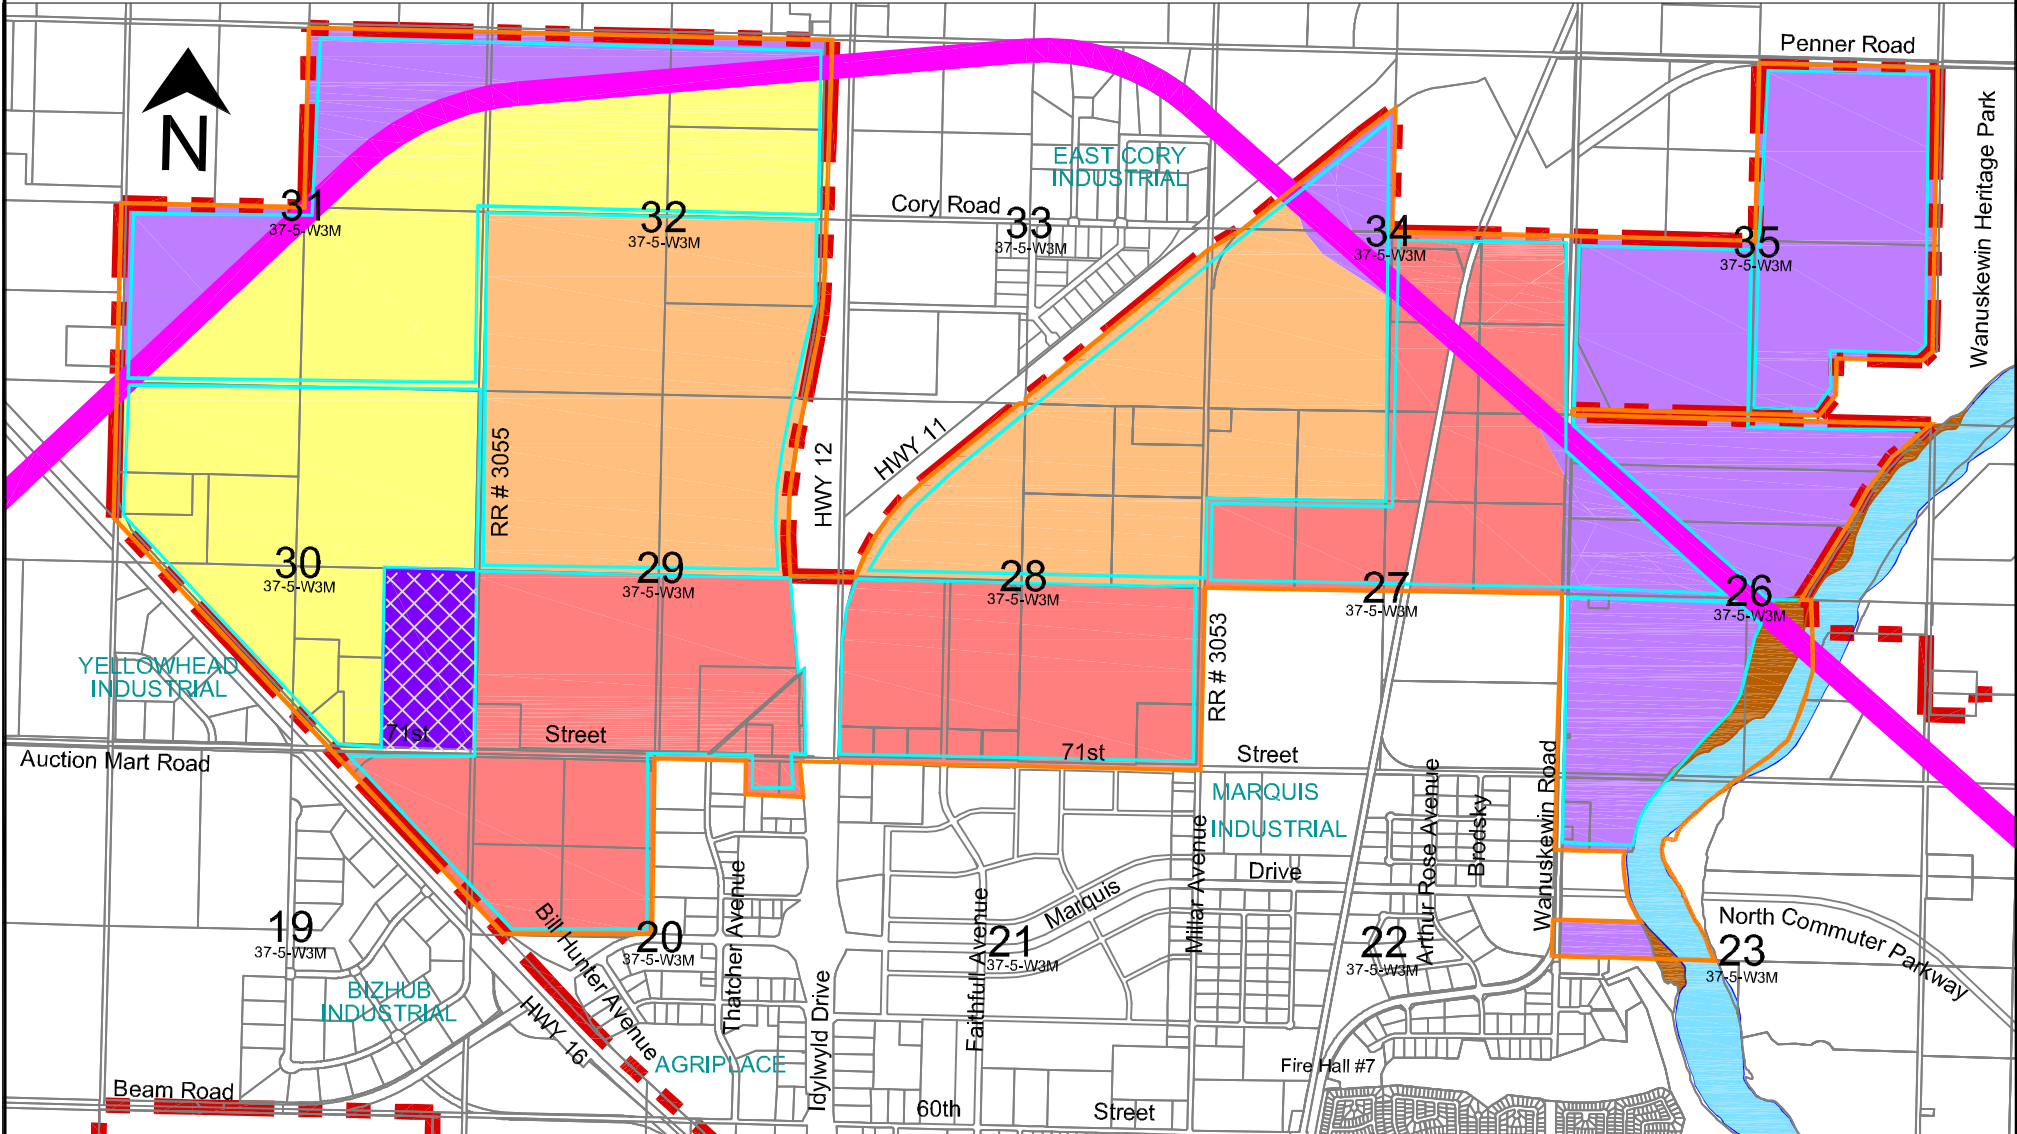 Penner Road
Wanuskewin Heritage Park
N
EAST CORY
INDUSTRIAL
31
37-5-W3M
32
37-5-W3M
Cory Road
33
37-5-W3M
34
37-5-W3M
35
37-5-W3M
RR # 3055
HWY 12
HWY 11
30
37-5-W3M
29
37-5-W3M
28
37-5-W3M
27
37-5-W3M
26
37-5-W3M
RR # 3053
YELLOWHEAD
INDUSTRIAL
Auction Mart Road
71st
Street
71st
Street
MARQUIS
INDUSTRIAL
Millar Avenue
Drive
Marquis
Arthur Rose Avenue
Brodsky
Wanuskewin Road
North Commuter Parkway
19
37-5-W3M
20
37-5-W3M
21
37-5-W3M
22
37-5-W3M
23
37-5-W3M
Bill Hunter Avenue
Thatcher Avenue
Idylwyld Drive
Faithfull Avenue
BIZHUB
INDUSTRIAL
HWY 16
AGRIPLACE
Fire Hall #7
Beam Road
60th
Street